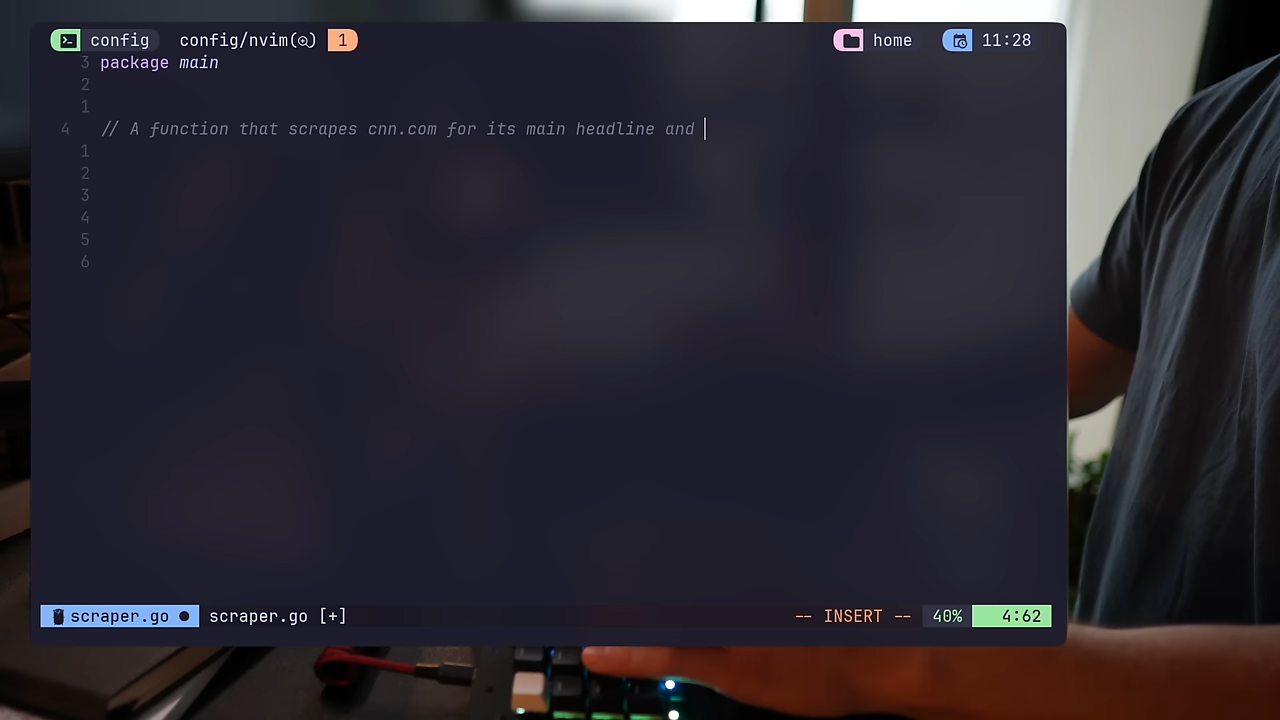 config config/nvim 1 home 11:28
3 package main
2
1
4 // A function that scrapes cnn.com for its main headline and
1
2
3
4
5
6
scraper.go ● scraper.go [+] -- INSERT -- 40% 4:62